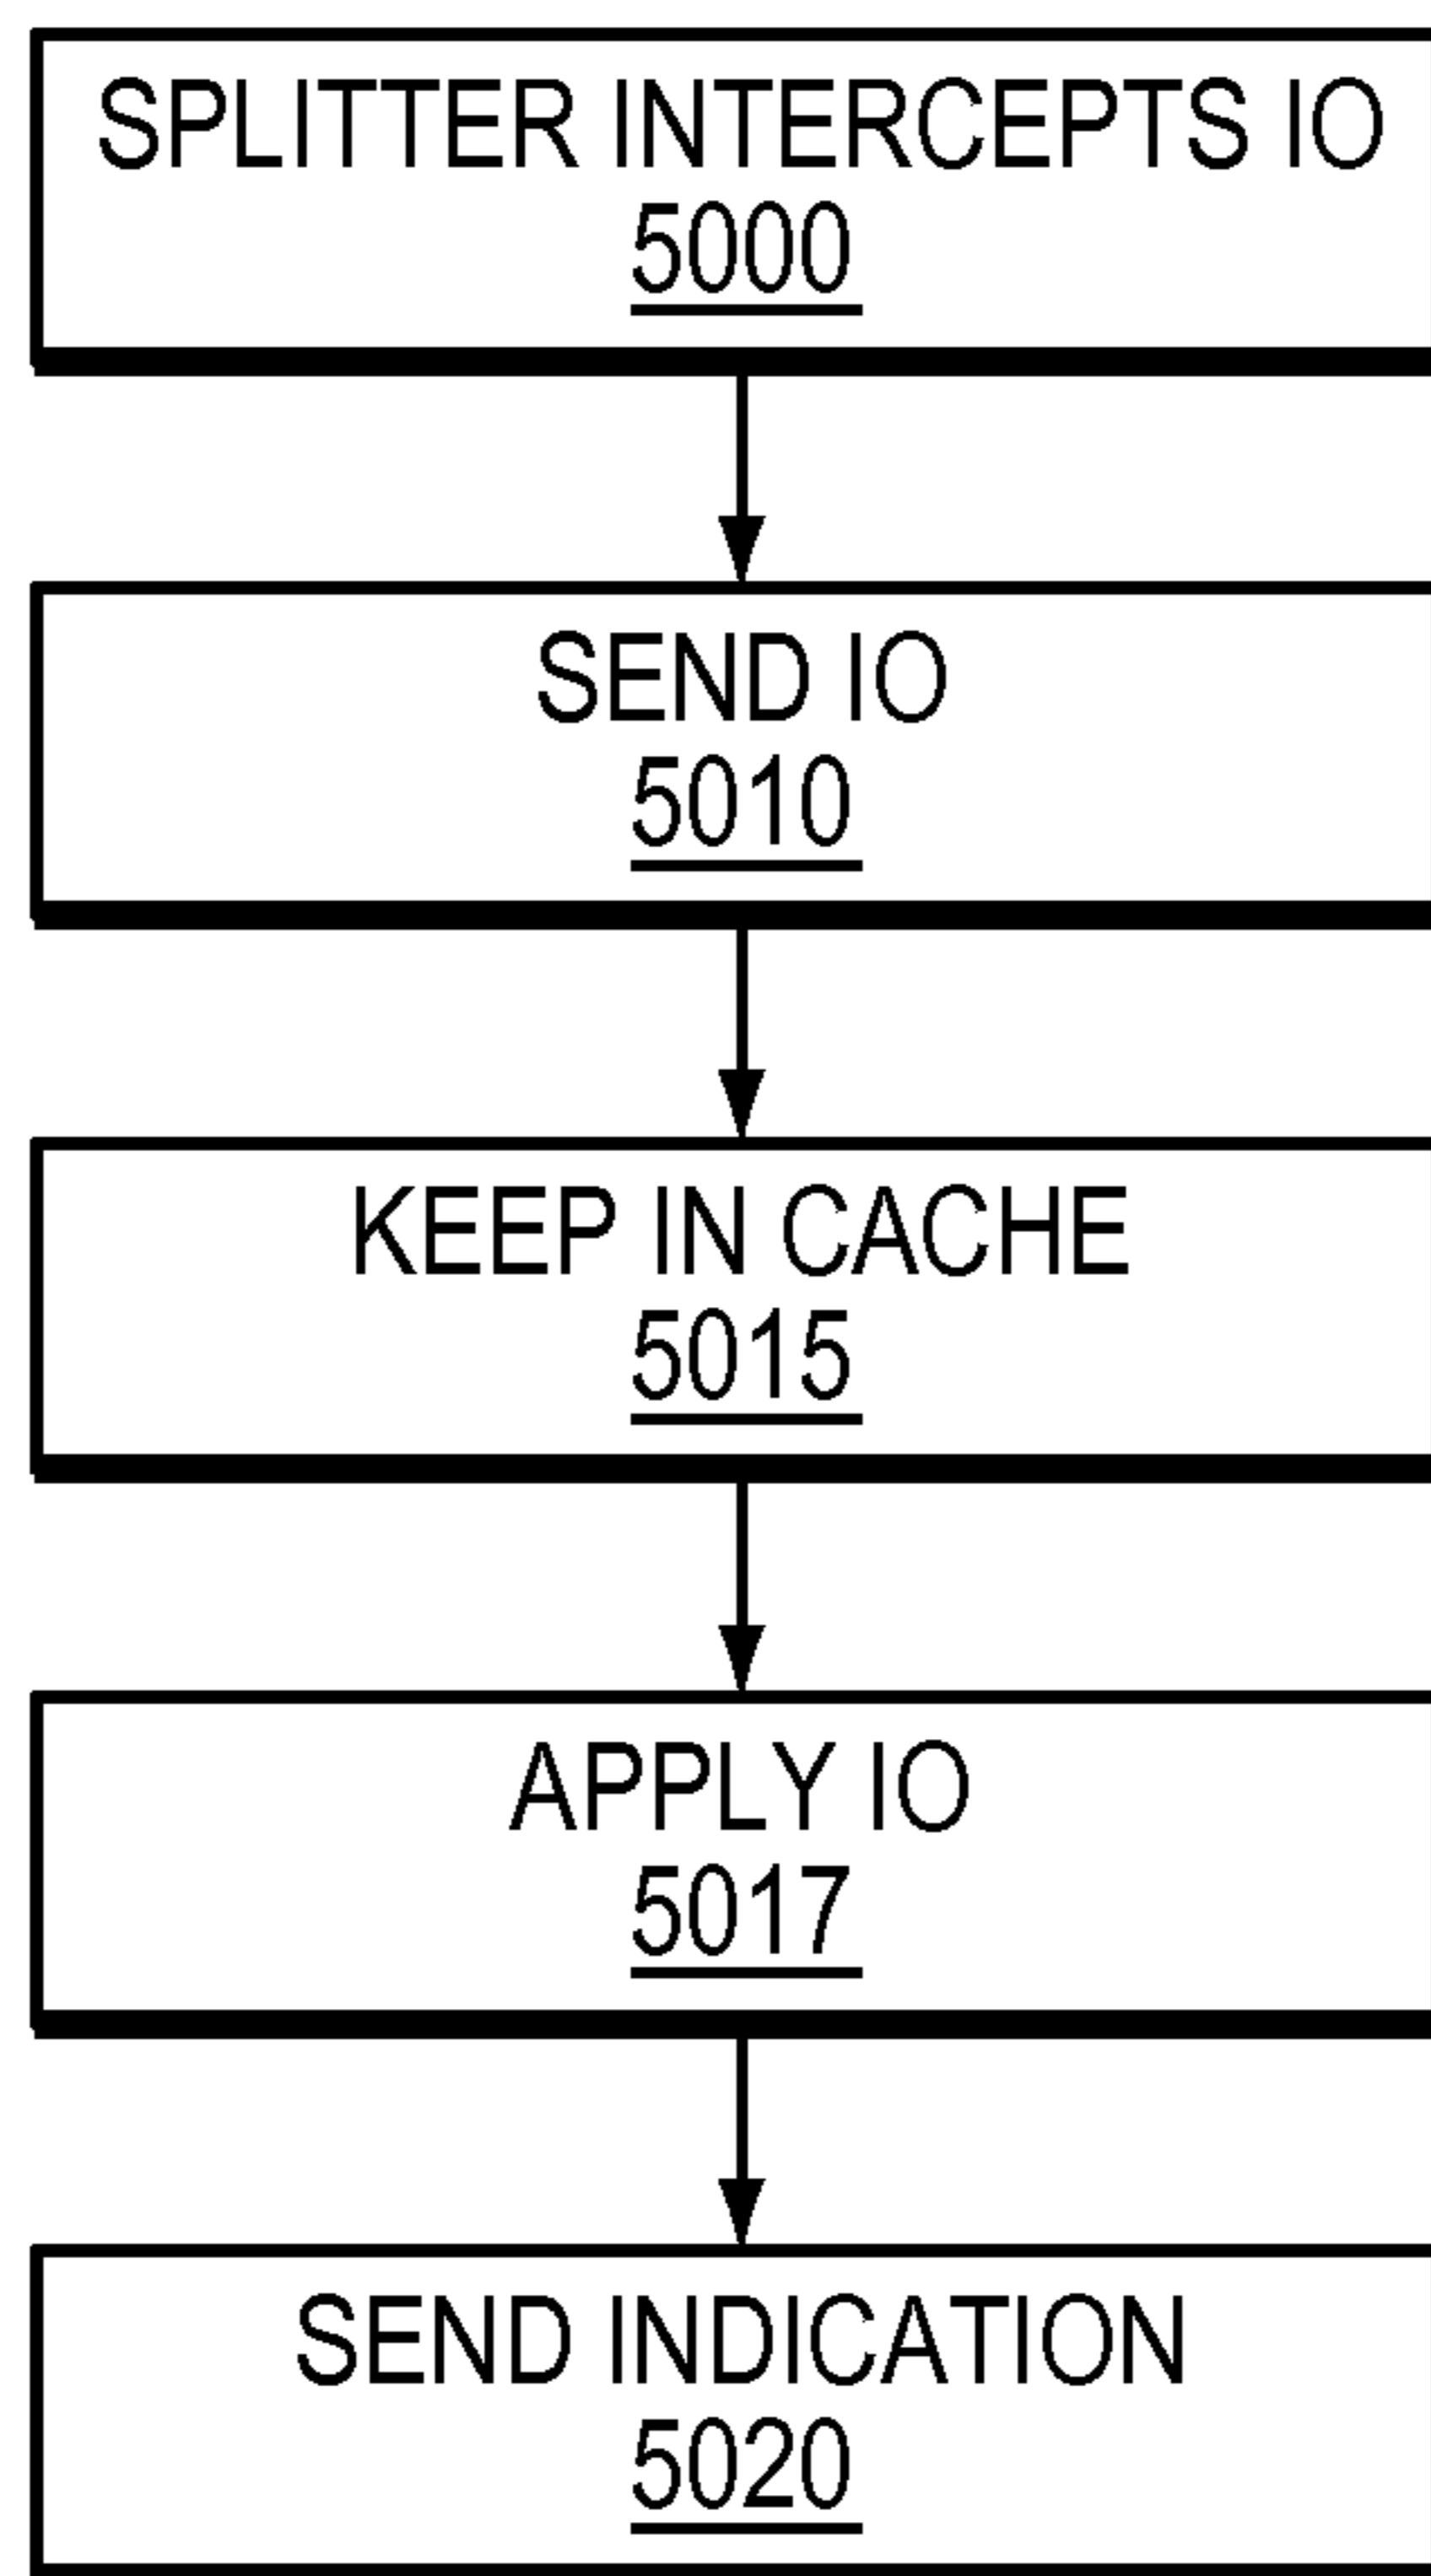 SPLITTER INTERCEPTS IO
5000
SEND IO
5010
KEEP IN CACHE
5015
APPLY IO
5017
SEND INDICATION
5020